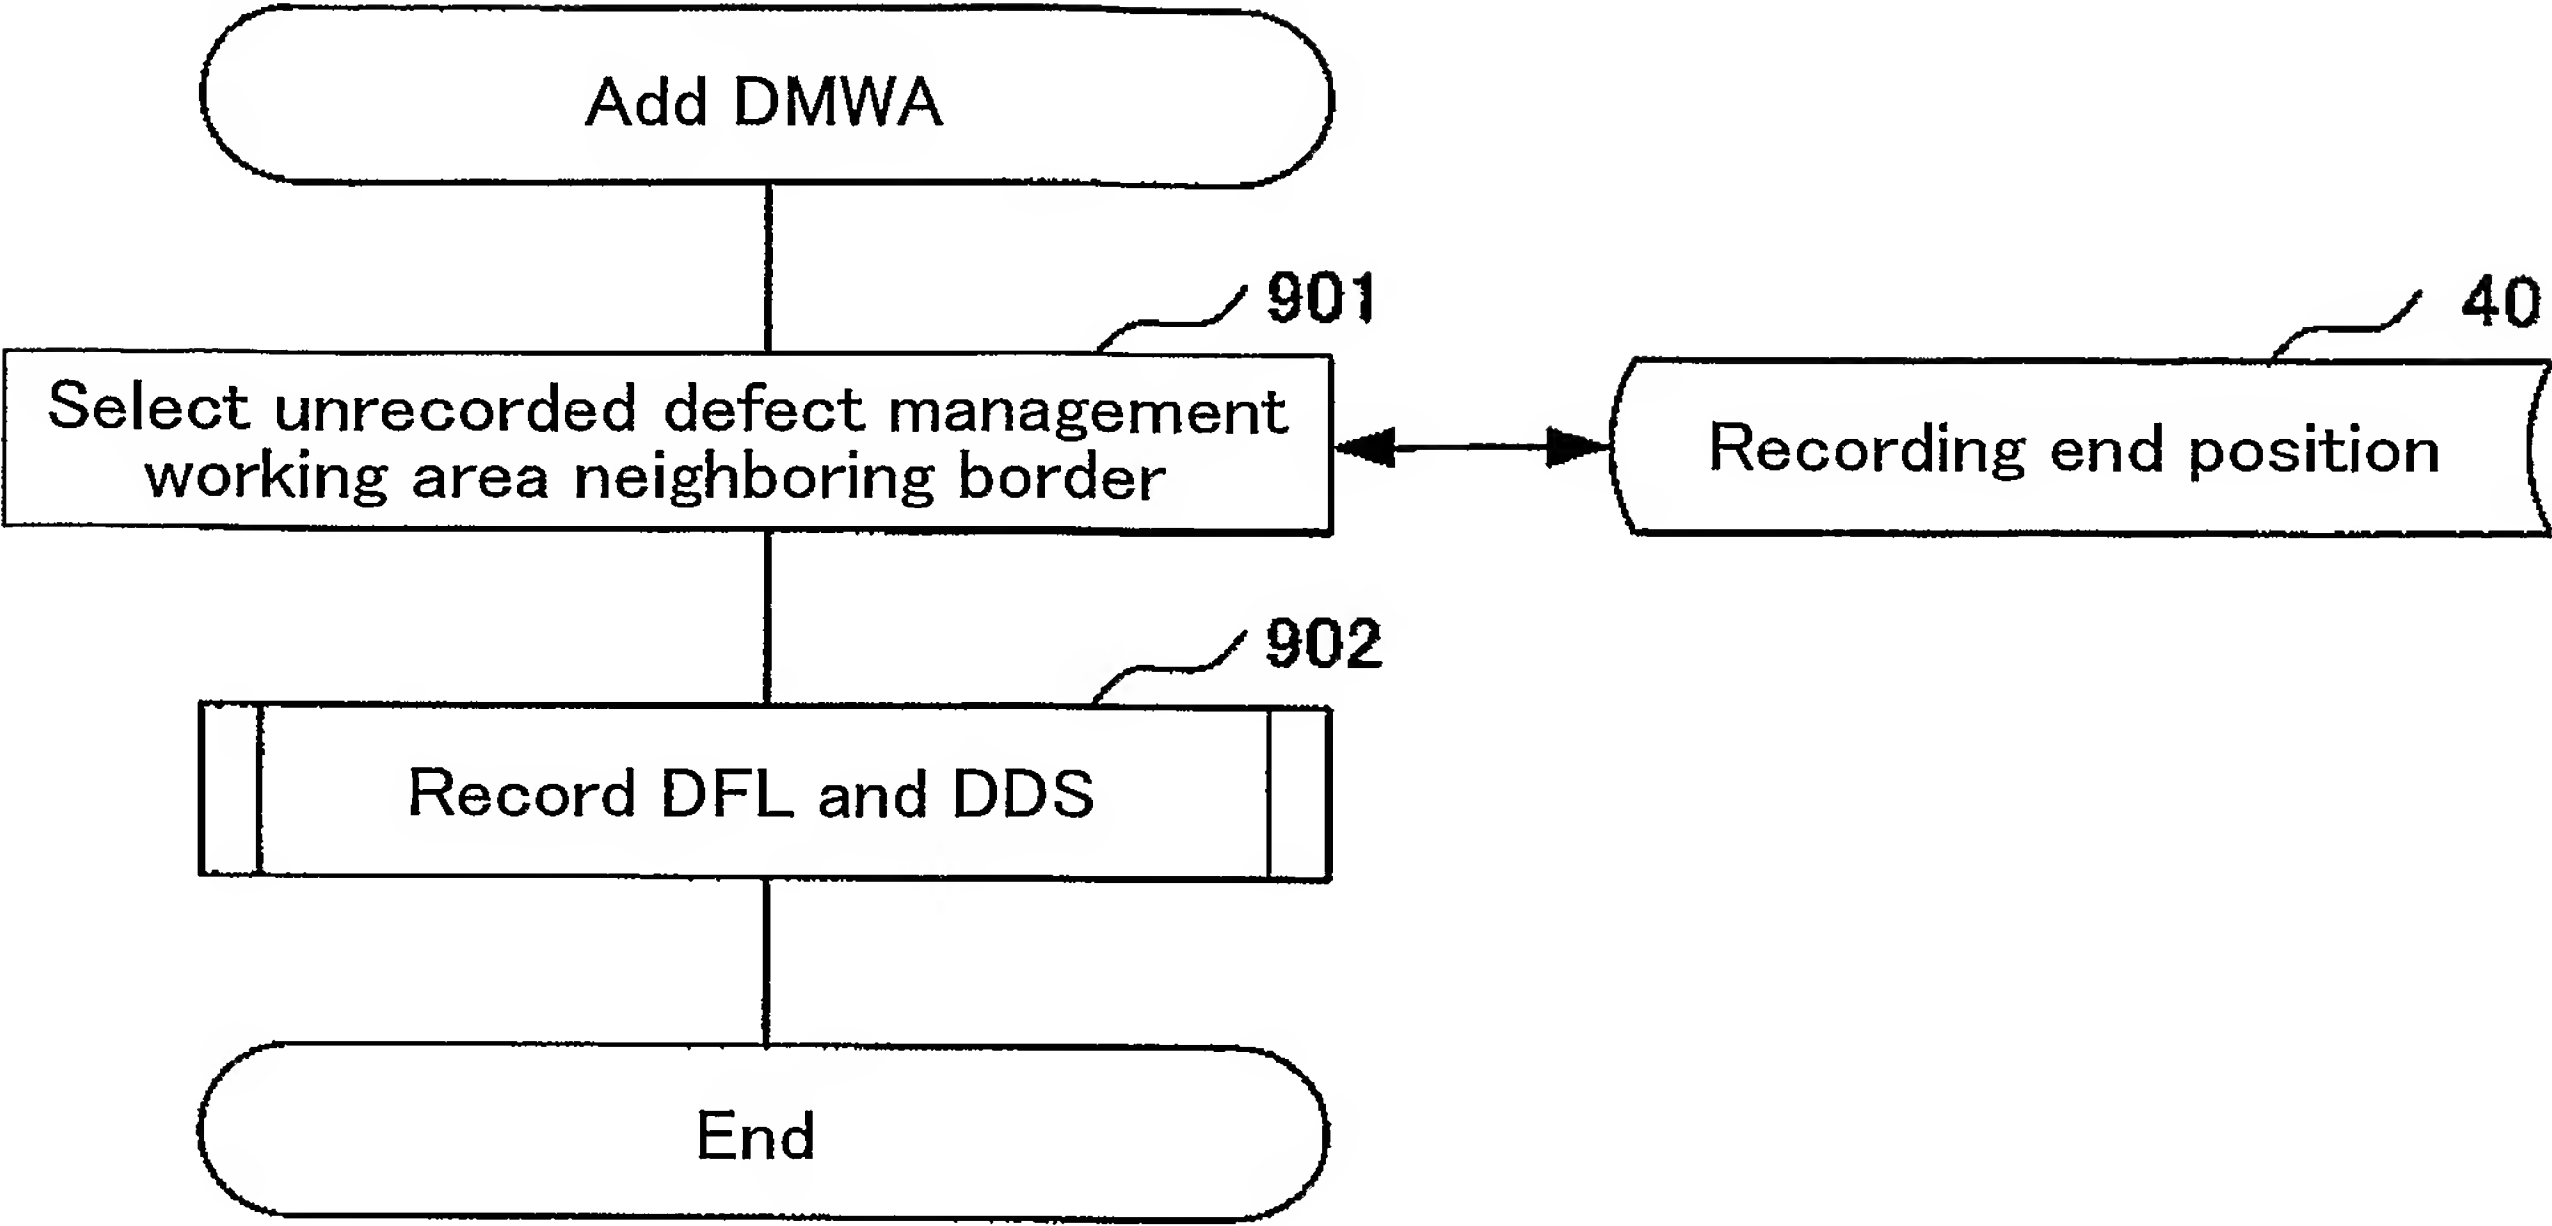 Add DMWA
901
40
Select unrecorded defect management
working area neighboring border
Recording end position
902
Record DFL and DDS
End